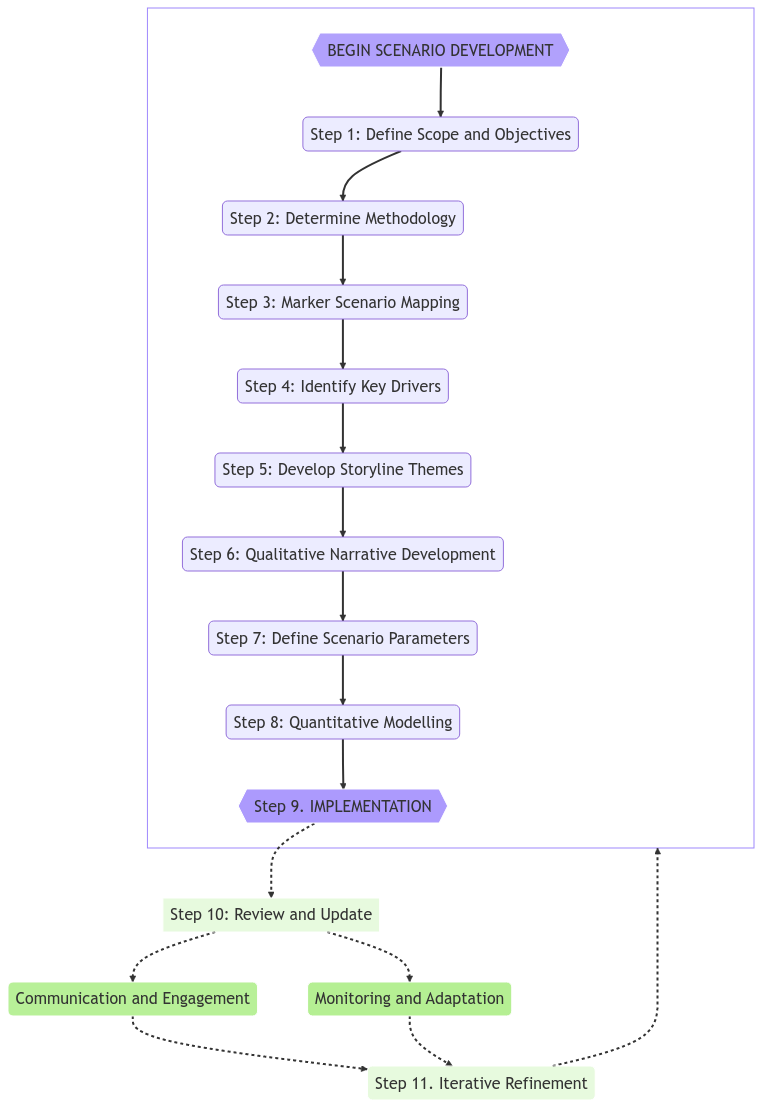 BEGIN SCENARIO DEVELOPMENT
Step 1: Define Scope and Objectives
Step 2: Determine Methodology
Step 3: Marker Scenario Mapping
Step 4: Identify Key Drivers
Step 5: Develop Storyline Themes
Step 6: Qualitative Narrative Development
Step 7: Define Scenario Parameters
Step 8: Quantitative Modelling
Step 9. IMPLEMENTATION
Step 10: Review and Update
Communication and Engagement
Monitoring and Adaptation
Step 11. Iterative Refinement